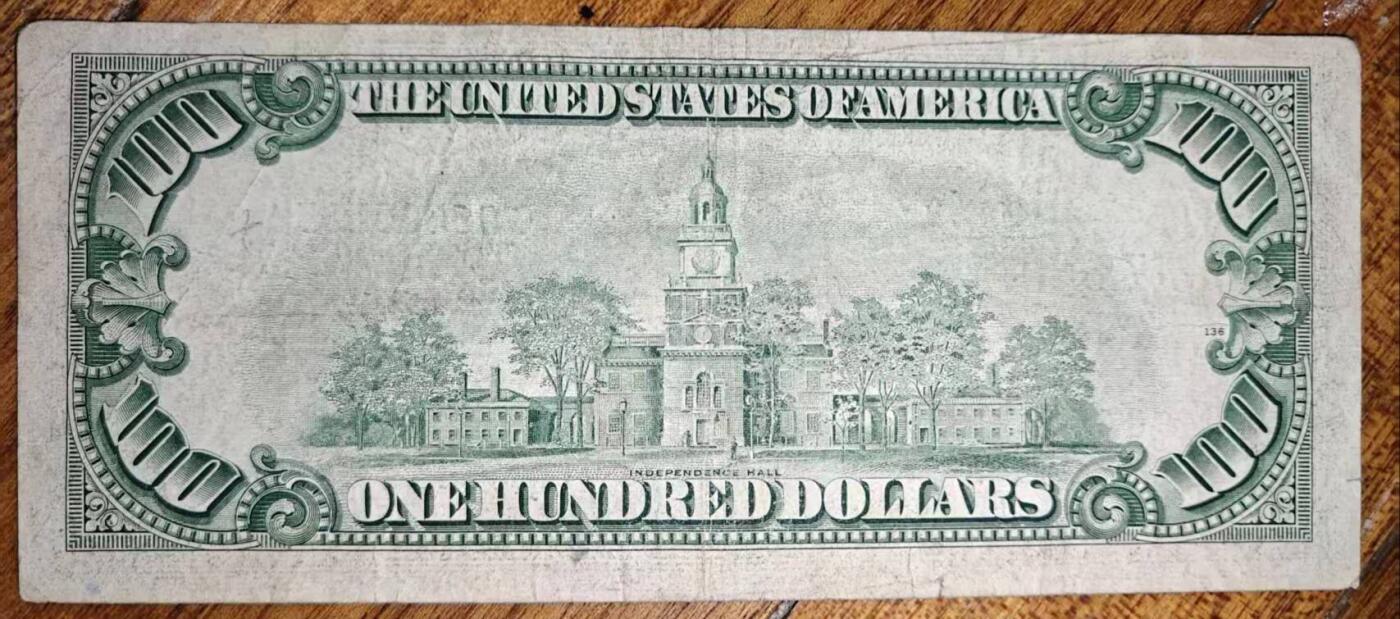 THE UNITED STATES OF AMERICA
100
100
136
INDEPENDENCE HALL
100
100
ONE HUNDRED DOLLARS